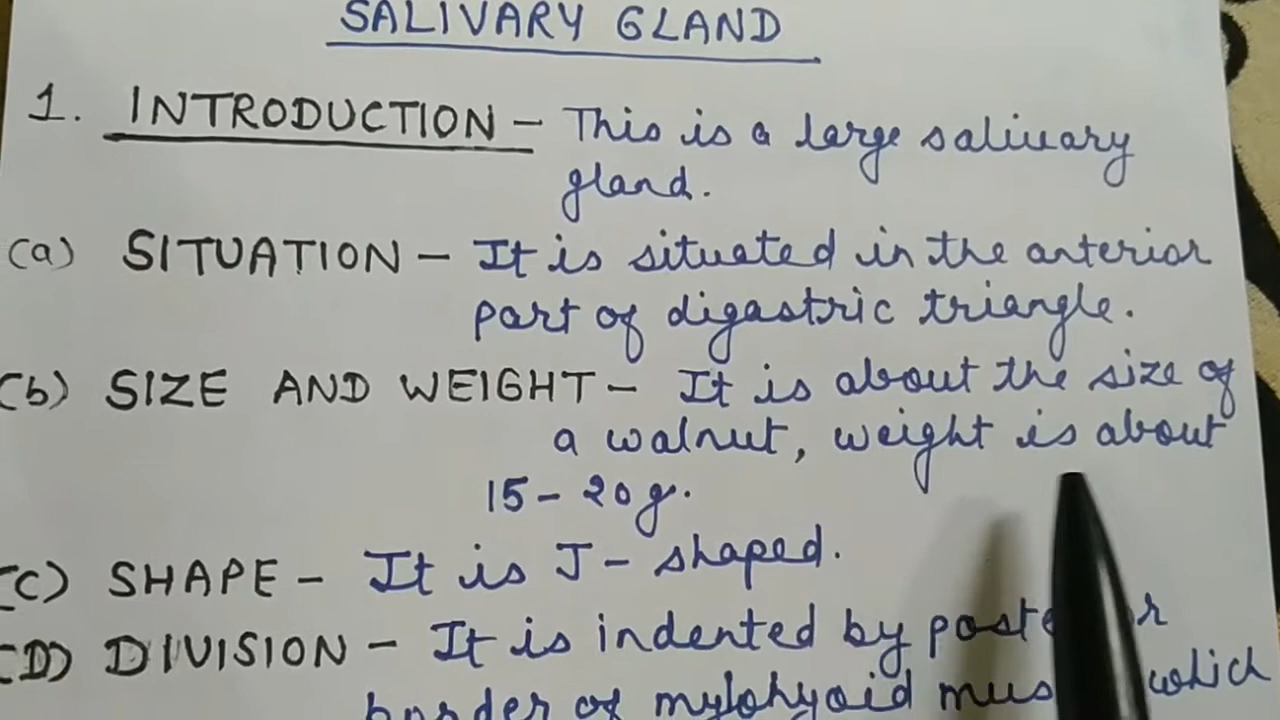 SALIVARY GLAND
1. INTRODUCTION - This is a large salivary
gland.
(a) SITUATION - It is situated in the anterior
part of digastric triangle.
(b) SIZE AND WEIGHT - It is about the size of
a walnut, weight is about
15-20g.
(C) SHAPE - It is J-shaped.
(D) DIVISION - It is indented by
border of mylohyoid which